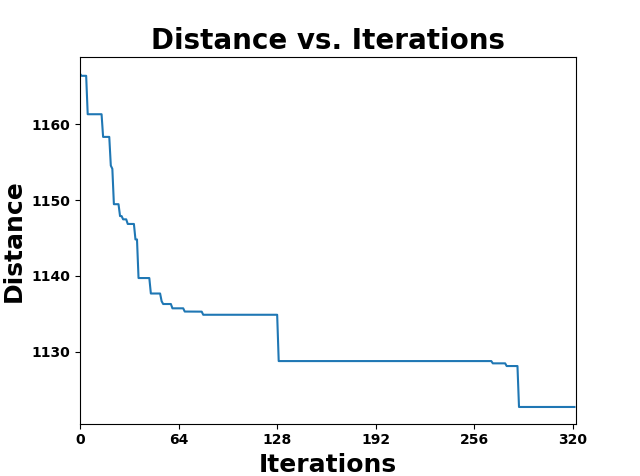 Distance vs. Iterations
Distance
1160
1150
1140
1130
0 64 128 192 256 320
Iterations